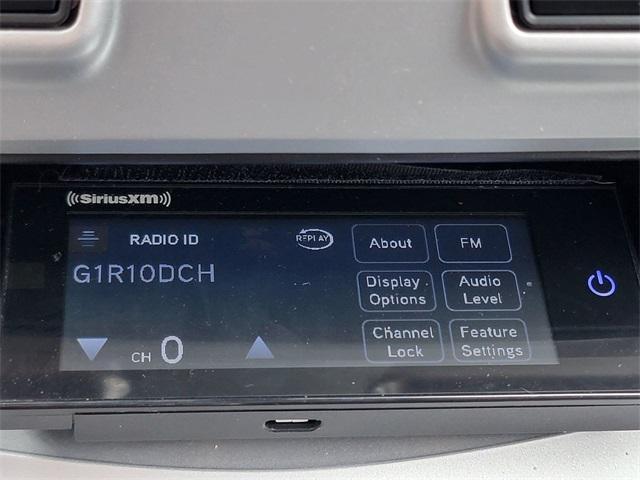 SiriusXM
RADIO ID
REPLAY
G1R10DCH
CH 0
About
FM
Display Options
Audio Level
Channel Lock
Feature Settings